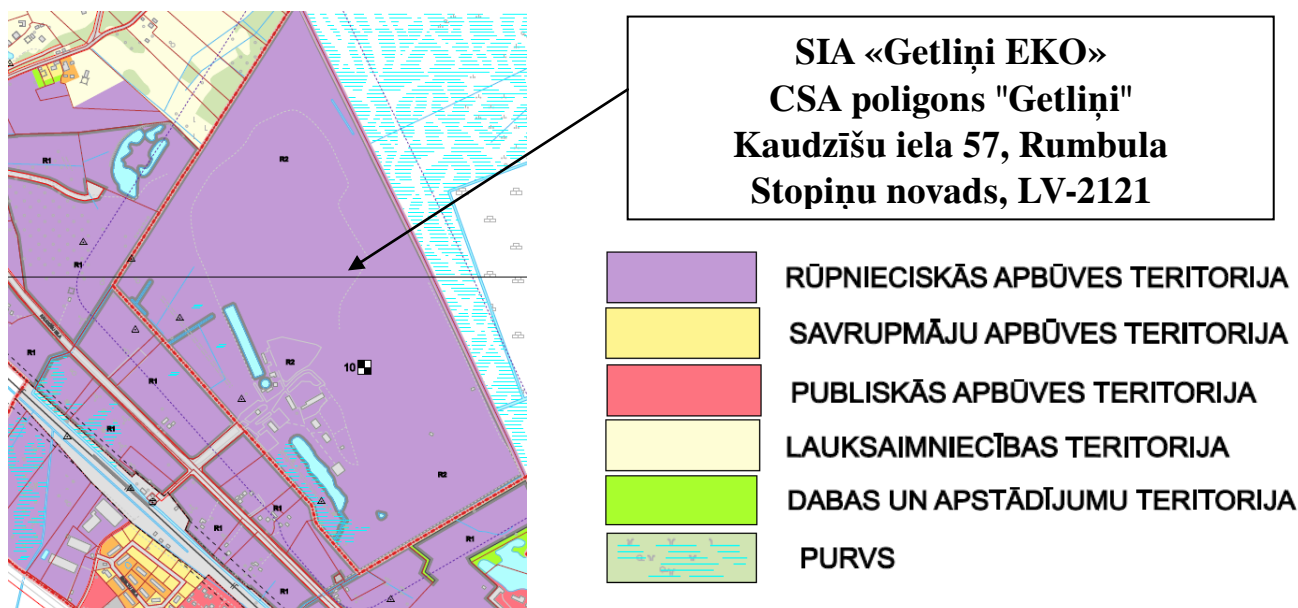 SIA «Getliņi EKO»
CSA poligons "Getliņi"
Kaudzīšu iela 57, Rumbula
Stopiņu novads, LV-2121
RŪPNIECISKĀS APBŪVES TERITORIJA
SAVRUPMĀJU APBŪVES TERITORIJA
PUBLISKĀS APBŪVES TERITORIJA
LAUKSAIMNIECĪBAS TERITORIJA
DABAS UN APSTĀDĪJUMU TERITORIJA
PURVS
R1
R2
R1
R1
R2
10
R1
R1
R2
R1
R1
R1
R1